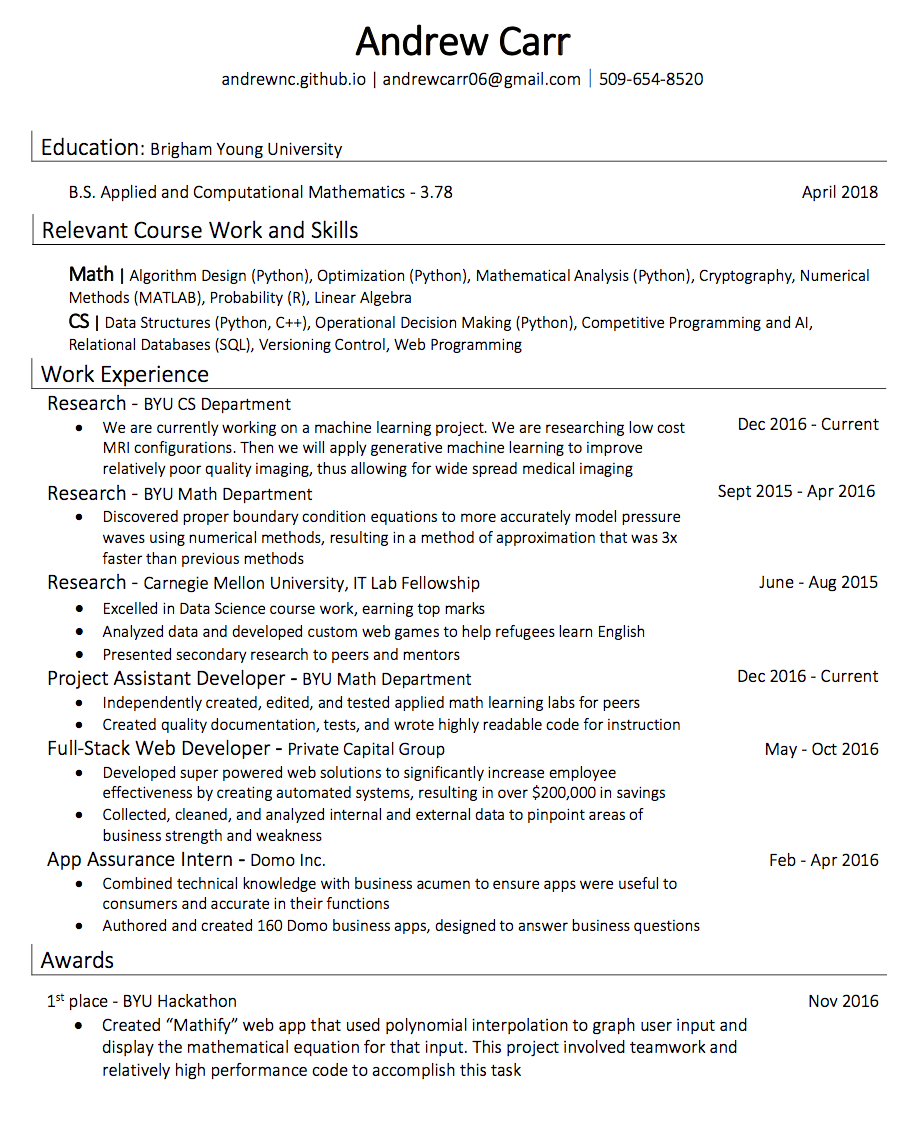 Andrew Carr
andrewnc.github.io | andrewcarr06@gmail.com | 509-654-8520
Education: Brigham Young University
B.S. Applied and Computational Mathematics - 3.78 April 2018
Relevant Course Work and Skills
Math | Algorithm Design (Python), Optimization (Python), Mathematical Analysis (Python), Cryptography, Numerical
Methods (MATLAB), Probability (R), Linear Algebra
CS | Data Structures (Python, C++), Operational Decision Making (Python), Competitive Programming and AI,
Relational Databases (SQL), Versioning Control, Web Programming
Work Experience
Research - BYU CS Department
• We are currently working on a machine learning project. We are researching low cost Dec 2016 - Current
MRI configurations. Then we will apply generative machine learning to improve
relatively poor quality imaging, thus allowing for wide spread medical imaging
Research - BYU Math Department Sept 2015 - Apr 2016
• Discovered proper boundary condition equations to more accurately model pressure
waves using numerical methods, resulting in a method of approximation that was 3x
faster than previous methods
Research - Carnegie Mellon University, IT Lab Fellowship June - Aug 2015
• Excelled in Data Science course work, earning top marks
• Analyzed data and developed custom web games to help refugees learn English
• Presented secondary research to peers and mentors
Project Assistant Developer - BYU Math Department Dec 2016 - Current
• Independently created, edited, and tested applied math learning labs for peers
• Created quality documentation, tests, and wrote highly readable code for instruction
Full-Stack Web Developer - Private Capital Group May - Oct 2016
• Developed super powered web solutions to significantly increase employee
effectiveness by creating automated systems, resulting in over $200,000 in savings
• Collected, cleaned, and analyzed internal and external data to pinpoint areas of
business strength and weakness
App Assurance Intern - Domo Inc. Feb - Apr 2016
• Combined technical knowledge with business acumen to ensure apps were useful to
consumers and accurate in their functions
• Authored and created 160 Domo business apps, designed to answer business questions
Awards
1st place - BYU Hackathon Nov 2016
• Created “Mathify” web app that used polynomial interpolation to graph user input and
display the mathematical equation for that input. This project involved teamwork and
relatively high performance code to accomplish this task